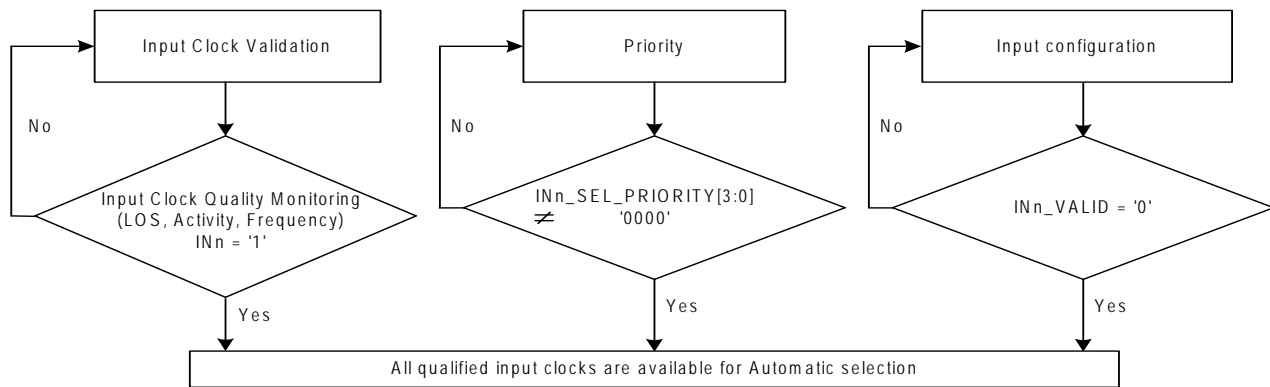 Input Clock Validation
Priority
Input configuration
No
No
No
Input Clock Quality Monitoring
(LOS, Activity, Frequency)
INn = '1'
INn_SEL_PRIORITY[3:0]
≠ '0000'
INn_VALID = '0'
Yes
Yes
Yes
All qualified input clocks are available for Automatic selection